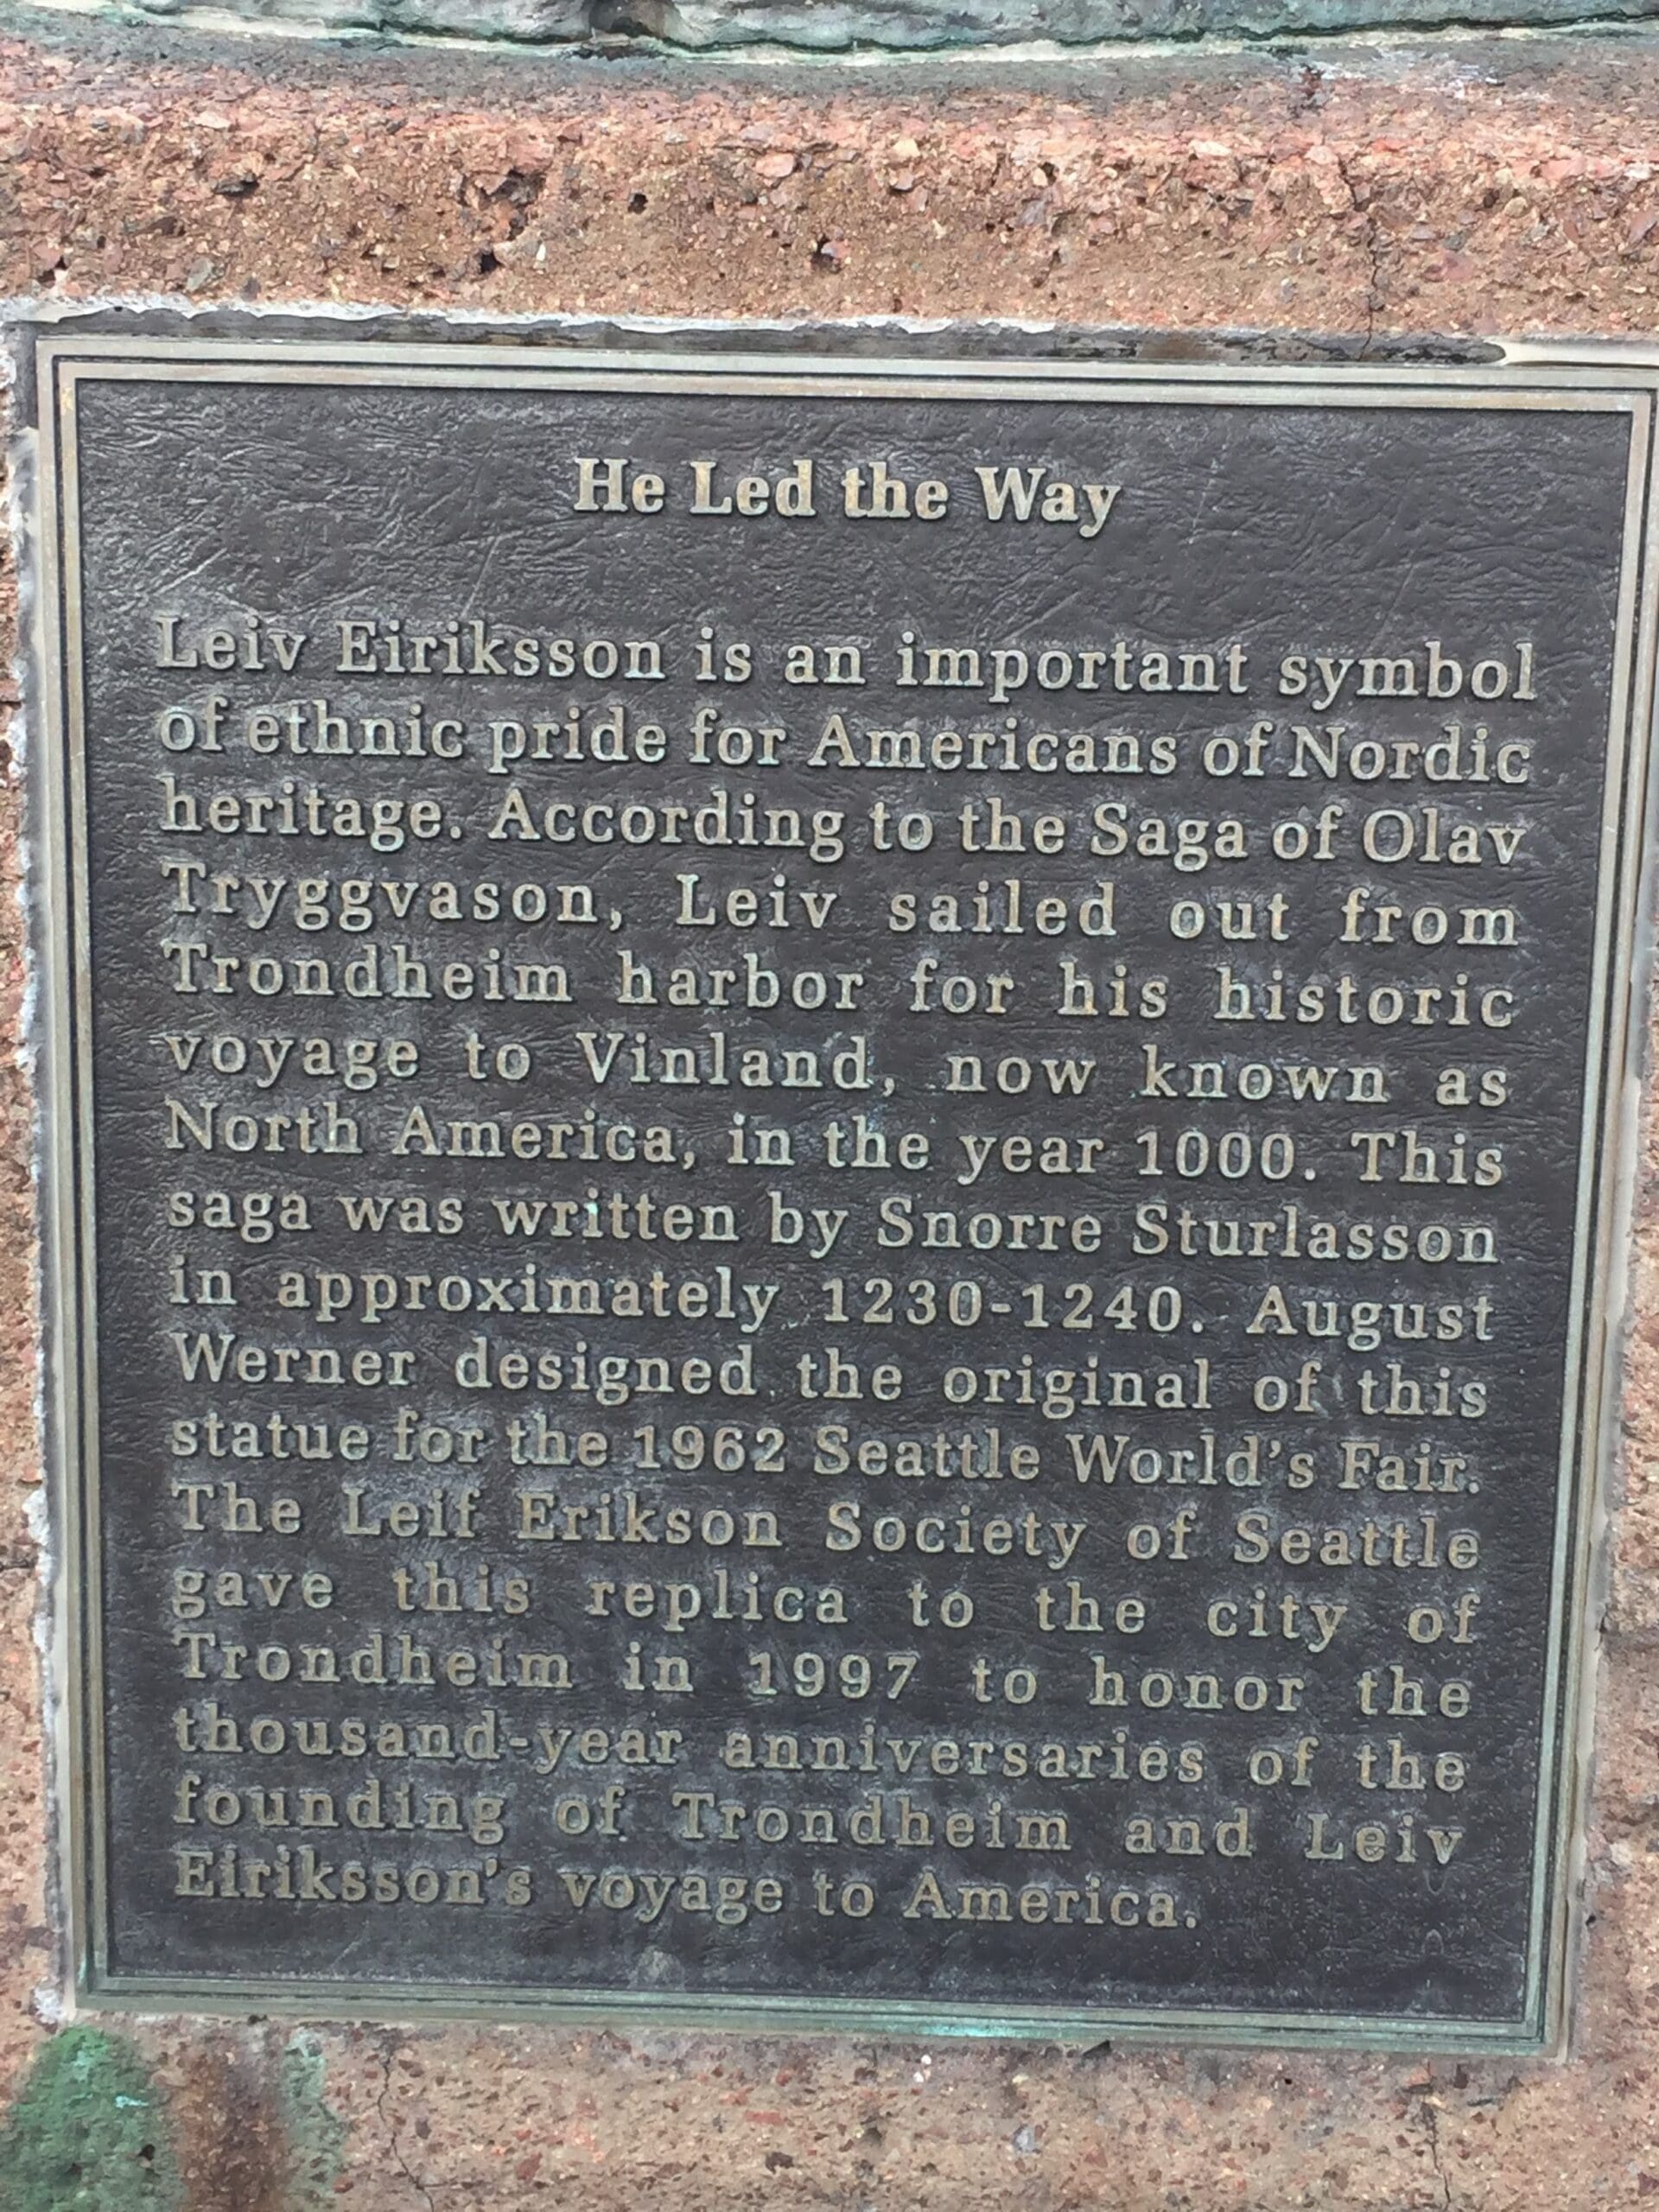 He Led the Way
Leiv Eiriksson is an important symbol
of ethnic pride for Americans of Nordic
heritage. According to the Saga of Olav
Tryggvason, Leiv sailed out from
Trondheim harbor for his historic
voyage to Vinland, now known as
North America, in the year 1000. This
saga was written by Snorre Sturlasson
in approximately 1230-1240. August
Werner designed the original of this
statue for the 1962 Seattle World's Fair.
The Leif Erikson Society of Seattle
gave this replica to the city of
Trondheim in 1997 to honor the
thousand-year anniversaries of the
founding of Trondheim and Leiv
Eiriksson's voyage to America.